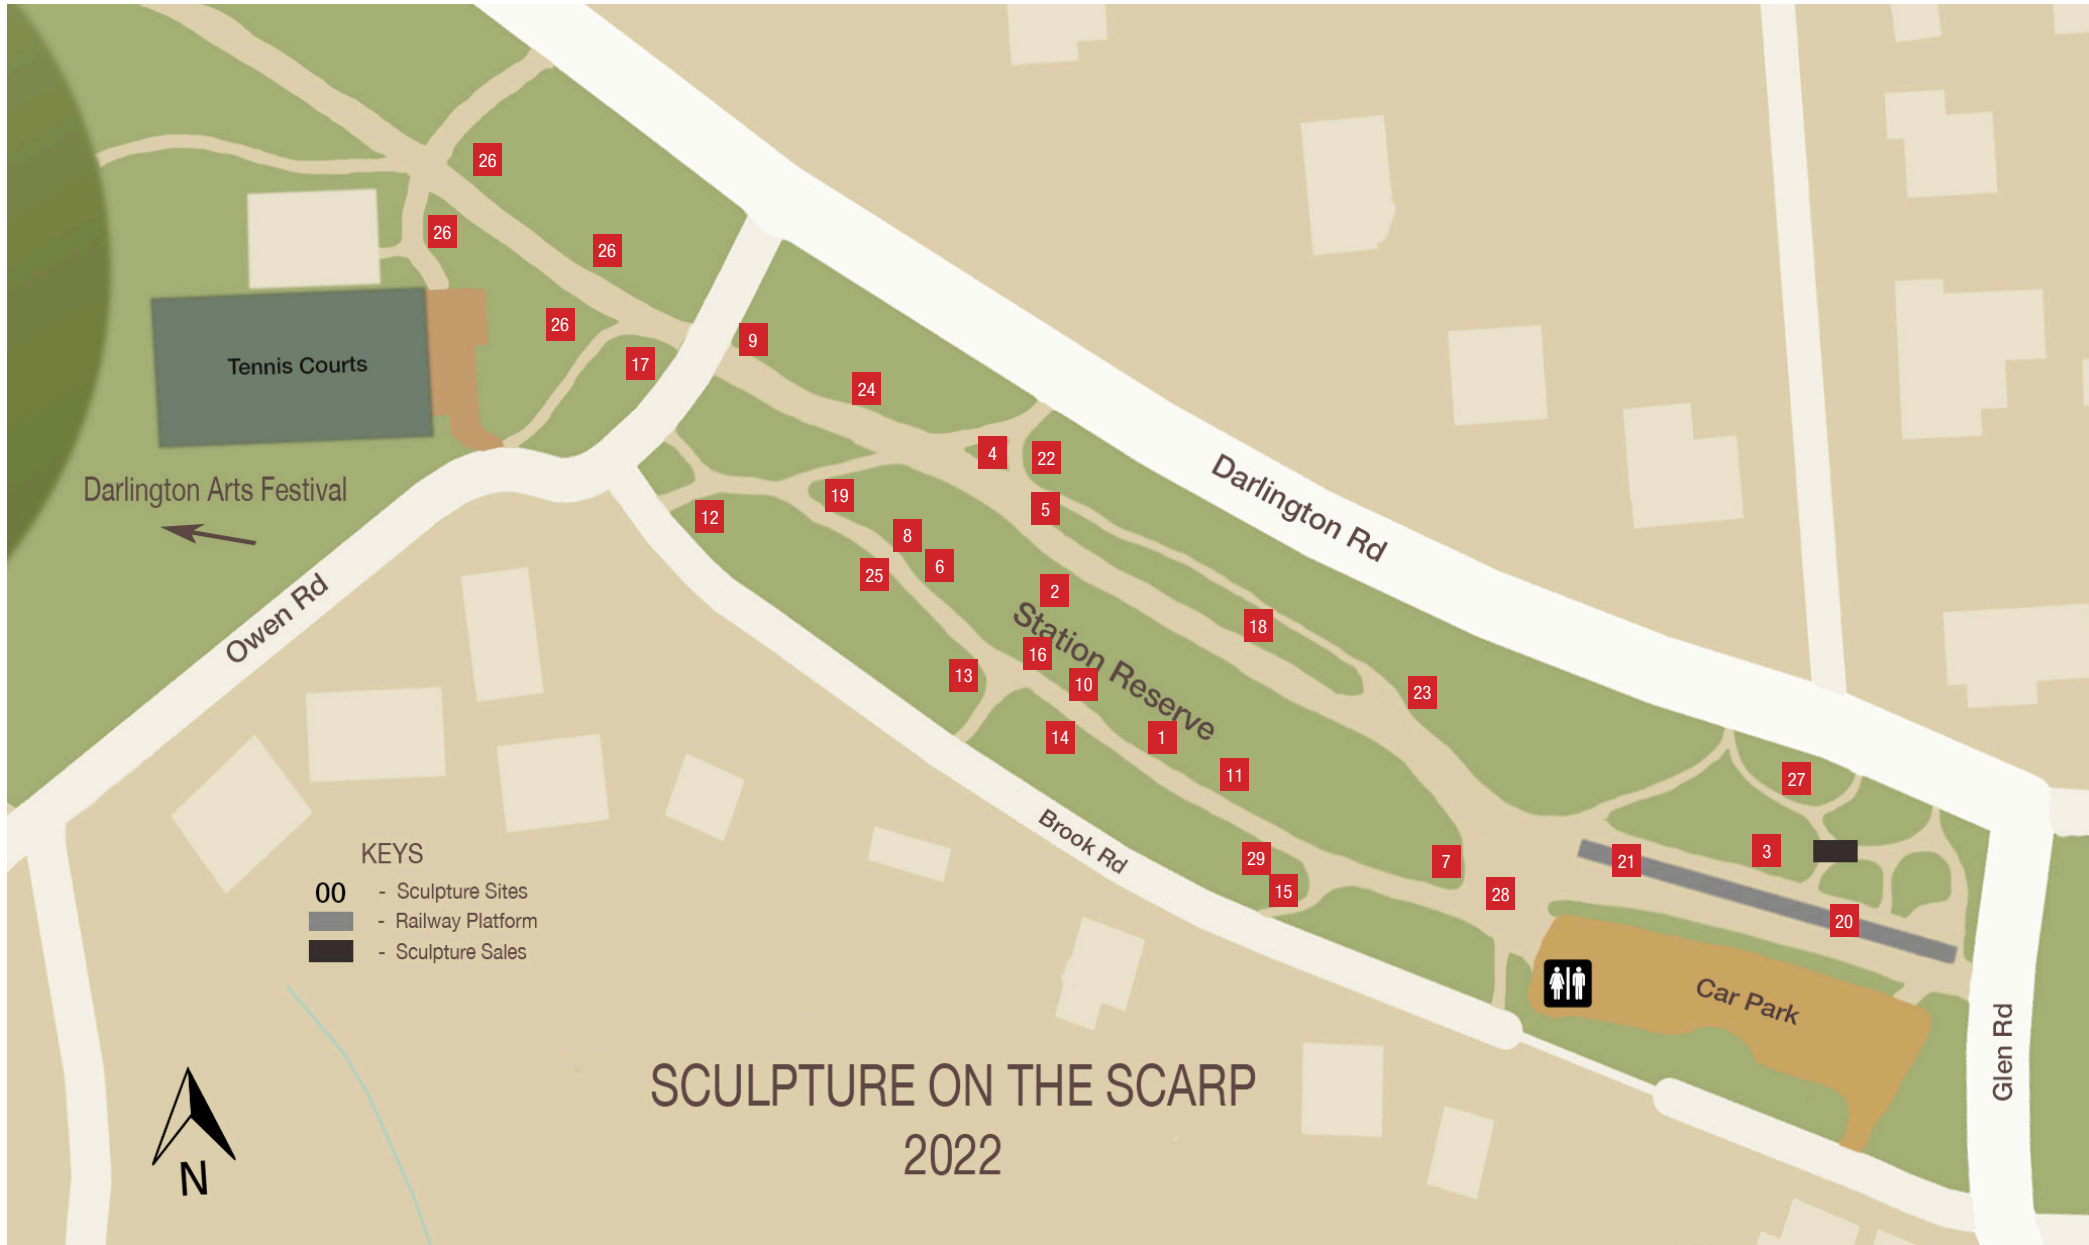 26
26
26
26
17
9
24
4
22
5
Tennis Courts
Darlington Arts Festival
19
12
8
6
25
2
Darlington Rd
Owen Rd
Station Reserve
18
16
13
10
23
14
1
11
27
Brook Rd
29
15
7
28
21
3
20
KEYS
00 - Sculpture Sites
- Railway Platform
- Sculpture Sales
Car Park
Glen Rd
SCULPTURE ON THE SCARP
2022
N